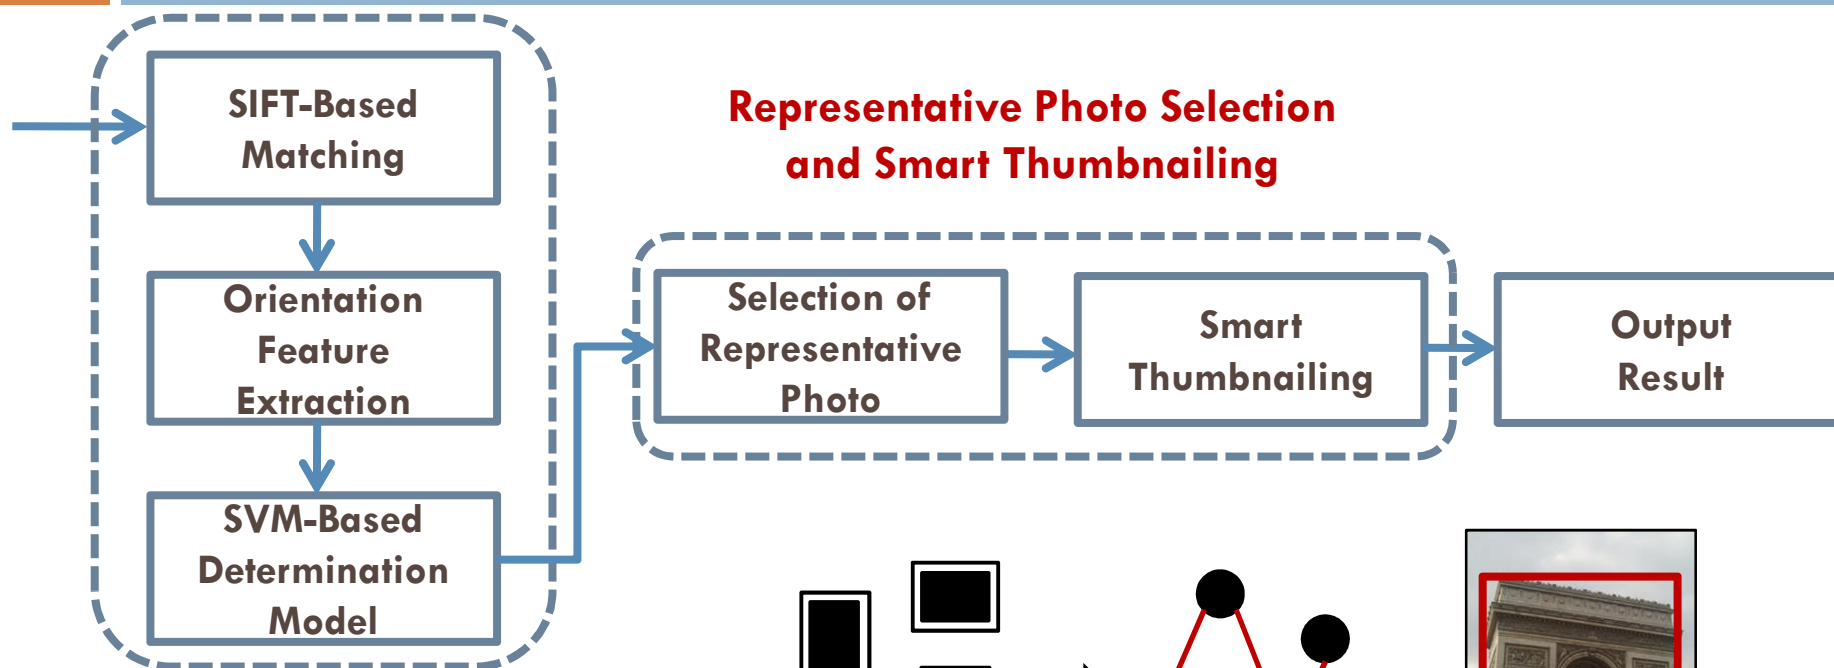 SIFT-Based
Matching
Orientation
Feature
Extraction
SVM-Based
Determination
Model
Representative Photo Selection
and Smart Thumbnailing
Selection of
Representative
Photo
Smart
Thumbnailing
Output
Result